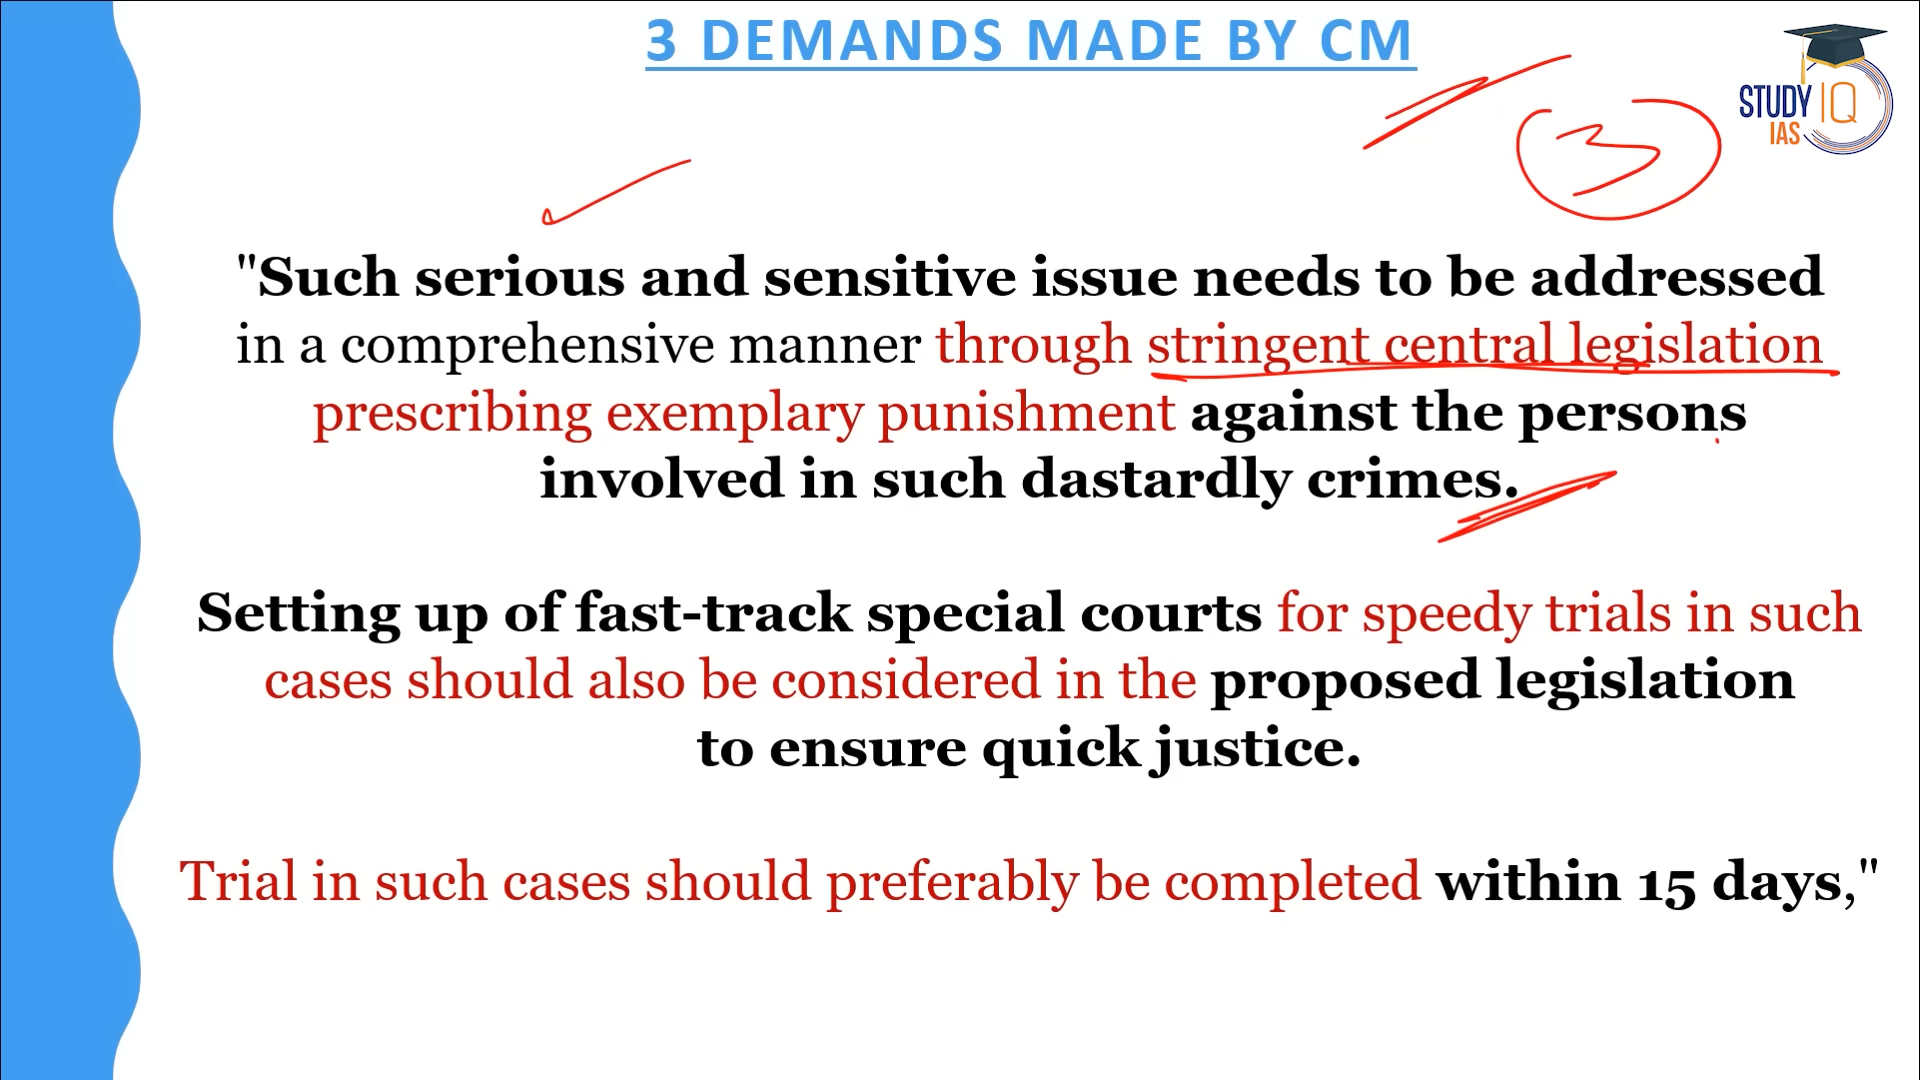 3 DEMANDS MADE BY CM
STUDY IQ
IAS
3
"Such serious and sensitive issue needs to be addressed
in a comprehensive manner through stringent central legislation
prescribing exemplary punishment against the persons
involved in such dastardly crimes.
Setting up of fast-track special courts for speedy trials in such
cases should also be considered in the proposed legislation
to ensure quick justice.
Trial in such cases should preferably be completed within 15 days,"